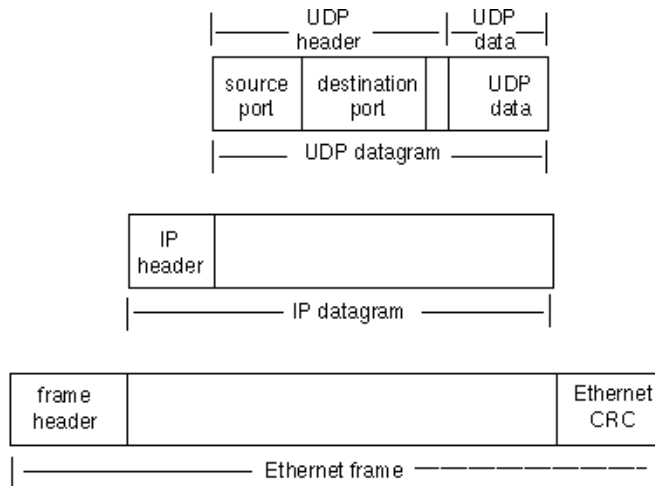 UDP header
UDP data
source port
destination port
UDP data
UDP datagram
IP header
IP datagram
frame header
Ethernet CRC
Ethernet frame